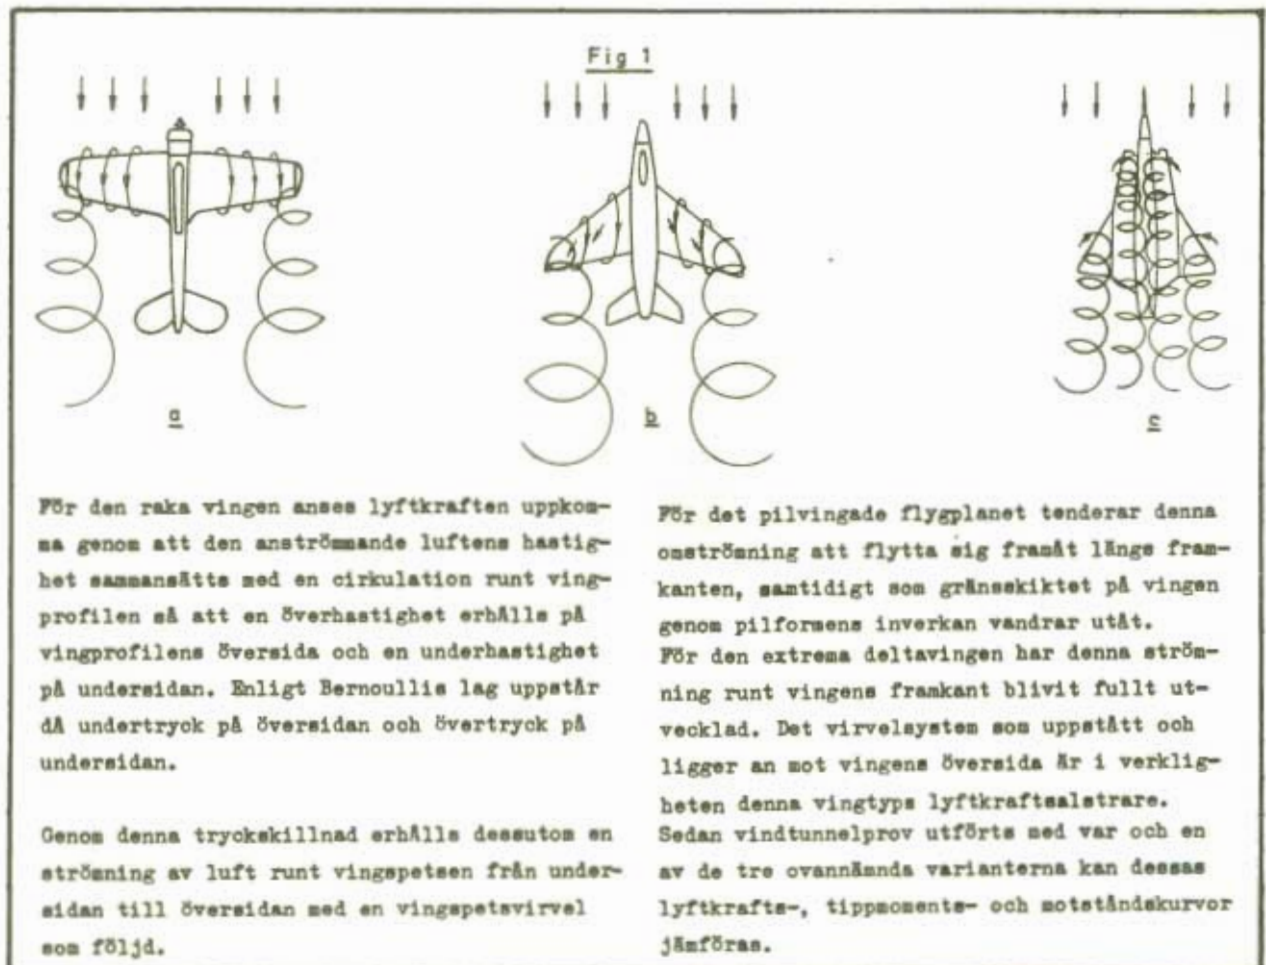 Fig 1
a
b
c
För den raka vingen anses lyftkraften uppkom-
ma genom att den anströmmande luftens hastig-
het sammansätts med en cirkulation runt ving-
profilen så att en överhastighet erhålls på
vingprofilens översida och en underhastighet
på undersidan. Enligt Bernoullis lag uppstår
då undertryck på översidan och övertryck på
undersidan.
Genom denna tryckskillnad erhålls dessutom en
strömning av luft runt vingspetsen från under-
sidan till översidan med en vingspetsvirvel
som följd.
För det pilvingade flygplanet tenderar denna
omströmning att flytta sig framåt längs fram-
kanten, samtidigt som gränsskiktet på vingen
genom pilformens inverkan vandrar utåt.
För den extrema deltavingen har denna ström-
ning runt vingens framkant blivit fullt ut-
vecklad. Det virvelsystem som uppstått och
ligger an mot vingens översida är i verklig-
heten denna vingtyps lyftkraftsalstrare.
Sedan vindtunnelprov utförts med var och en
av de tre ovannämnda varianterna kan dessas
lyftkrafts-, tippmoments- och motståndskurvor
jämföras.